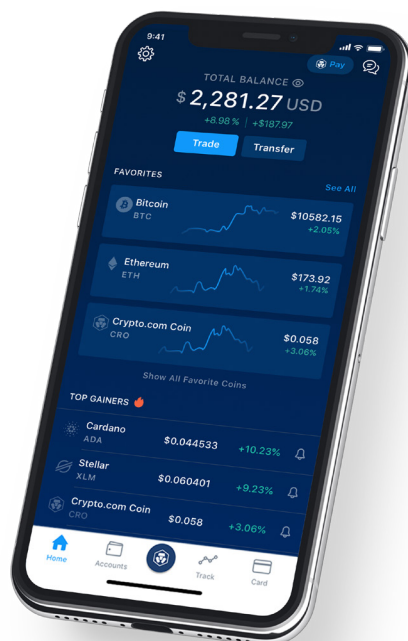 9:41
Pay
TOTAL BALANCE
$ 2,281.27 USD
+8.98% | +$187.97
Trade Transfer
FAVORITES See All
Bitcoin $10582.15
BTC +2.05%
Ethereum $173.92
ETH +1.74%
Crypto.com Coin $0.058
CRO +3.06%
Show All Favorite Coins
TOP GAINERS
Cardano $0.044533 +10.23%
ADA
Stellar $0.060401 +9.23%
XLM
Crypto.com Coin $0.058 +3.06%
CRO
Home Accounts Track Card